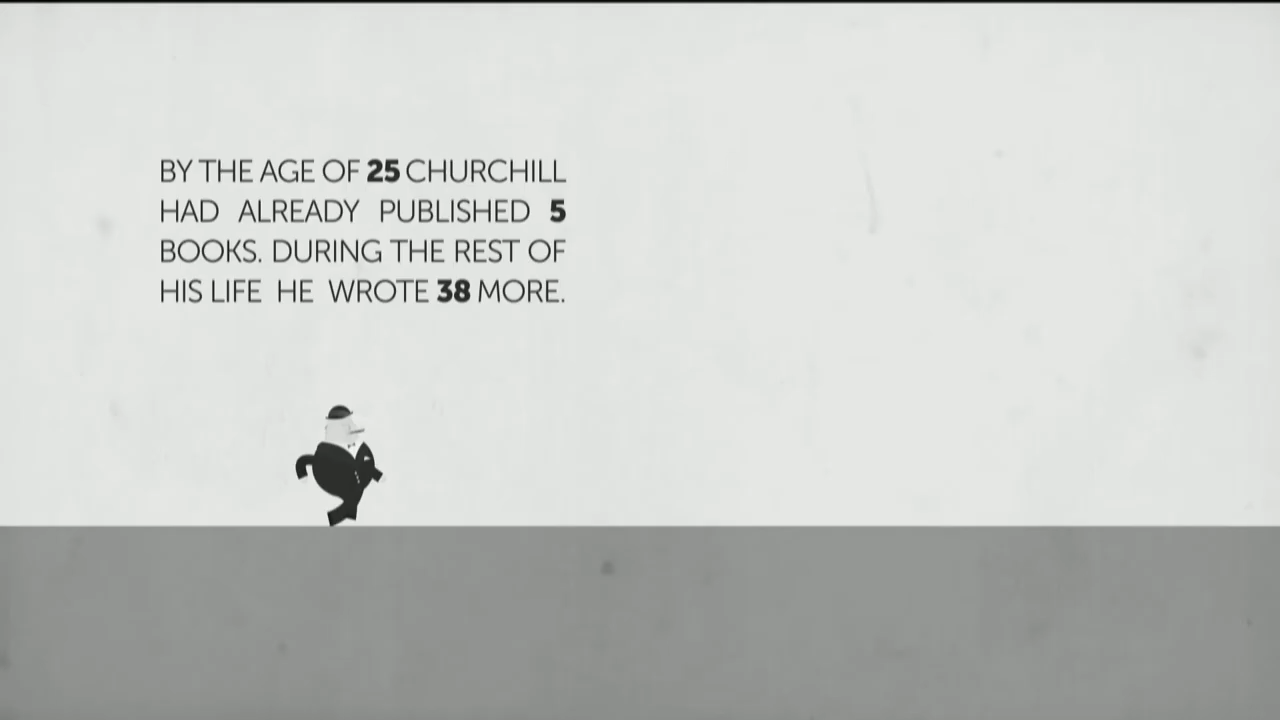 BY THE AGE OF 25 CHURCHILL
HAD ALREADY PUBLISHED 5
BOOKS. DURING THE REST OF
HIS LIFE HE WROTE 38 MORE.